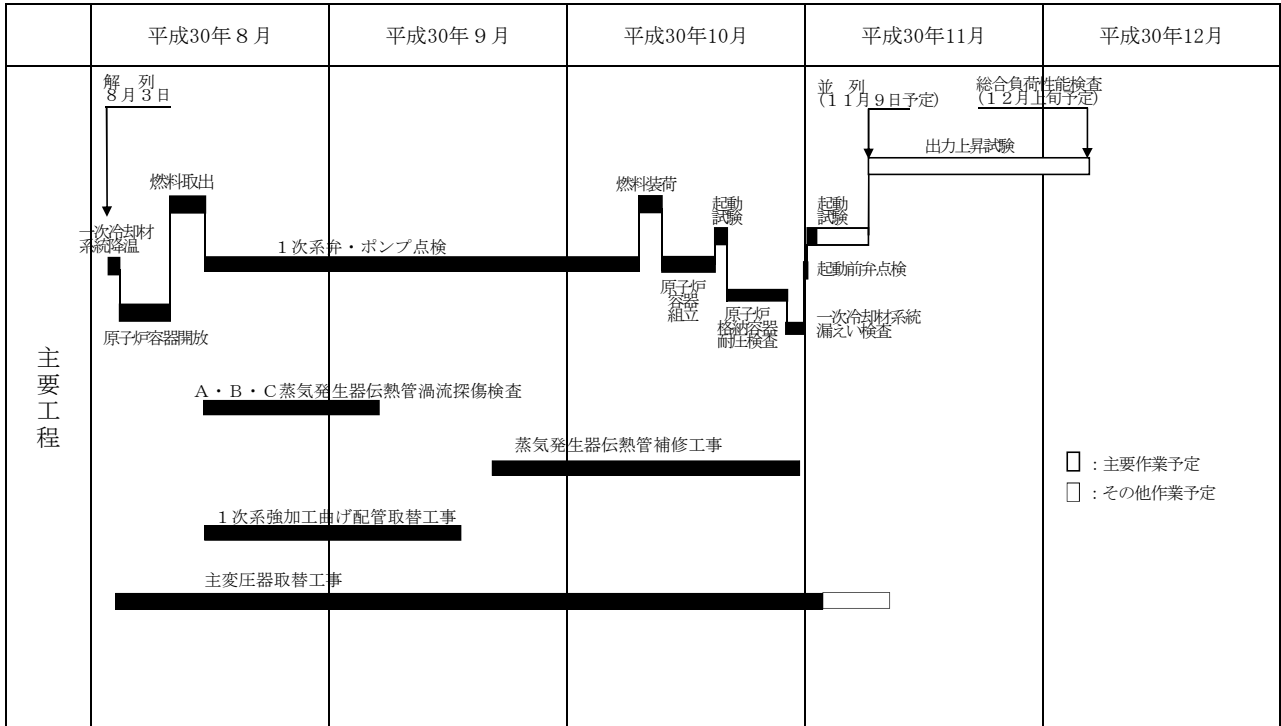 平成30年８月
平成30年９月
平成30年10月
平成30年11月
平成30年12月
主要工程
解　列
８月３日
並　列
(１１月９日予定)
総合負荷性能検査
(１２月上旬予定)
出力上昇試験
燃料取出
燃料装荷
起動
試験
起動
試験
一次冷却材
系統降温
１次系弁・ポンプ点検
起動前弁点検
原子炉
容器
組立
原子炉
格納容器
耐圧検査
一次冷却材系統
漏えい検査
原子炉容器開放
Ａ・Ｂ・Ｃ蒸気発生器伝熱管渦流探傷検査
蒸気発生器伝熱管補修工事
：主要作業予定
：その他作業予定
１次系強加工曲げ配管取替工事
主変圧器取替工事